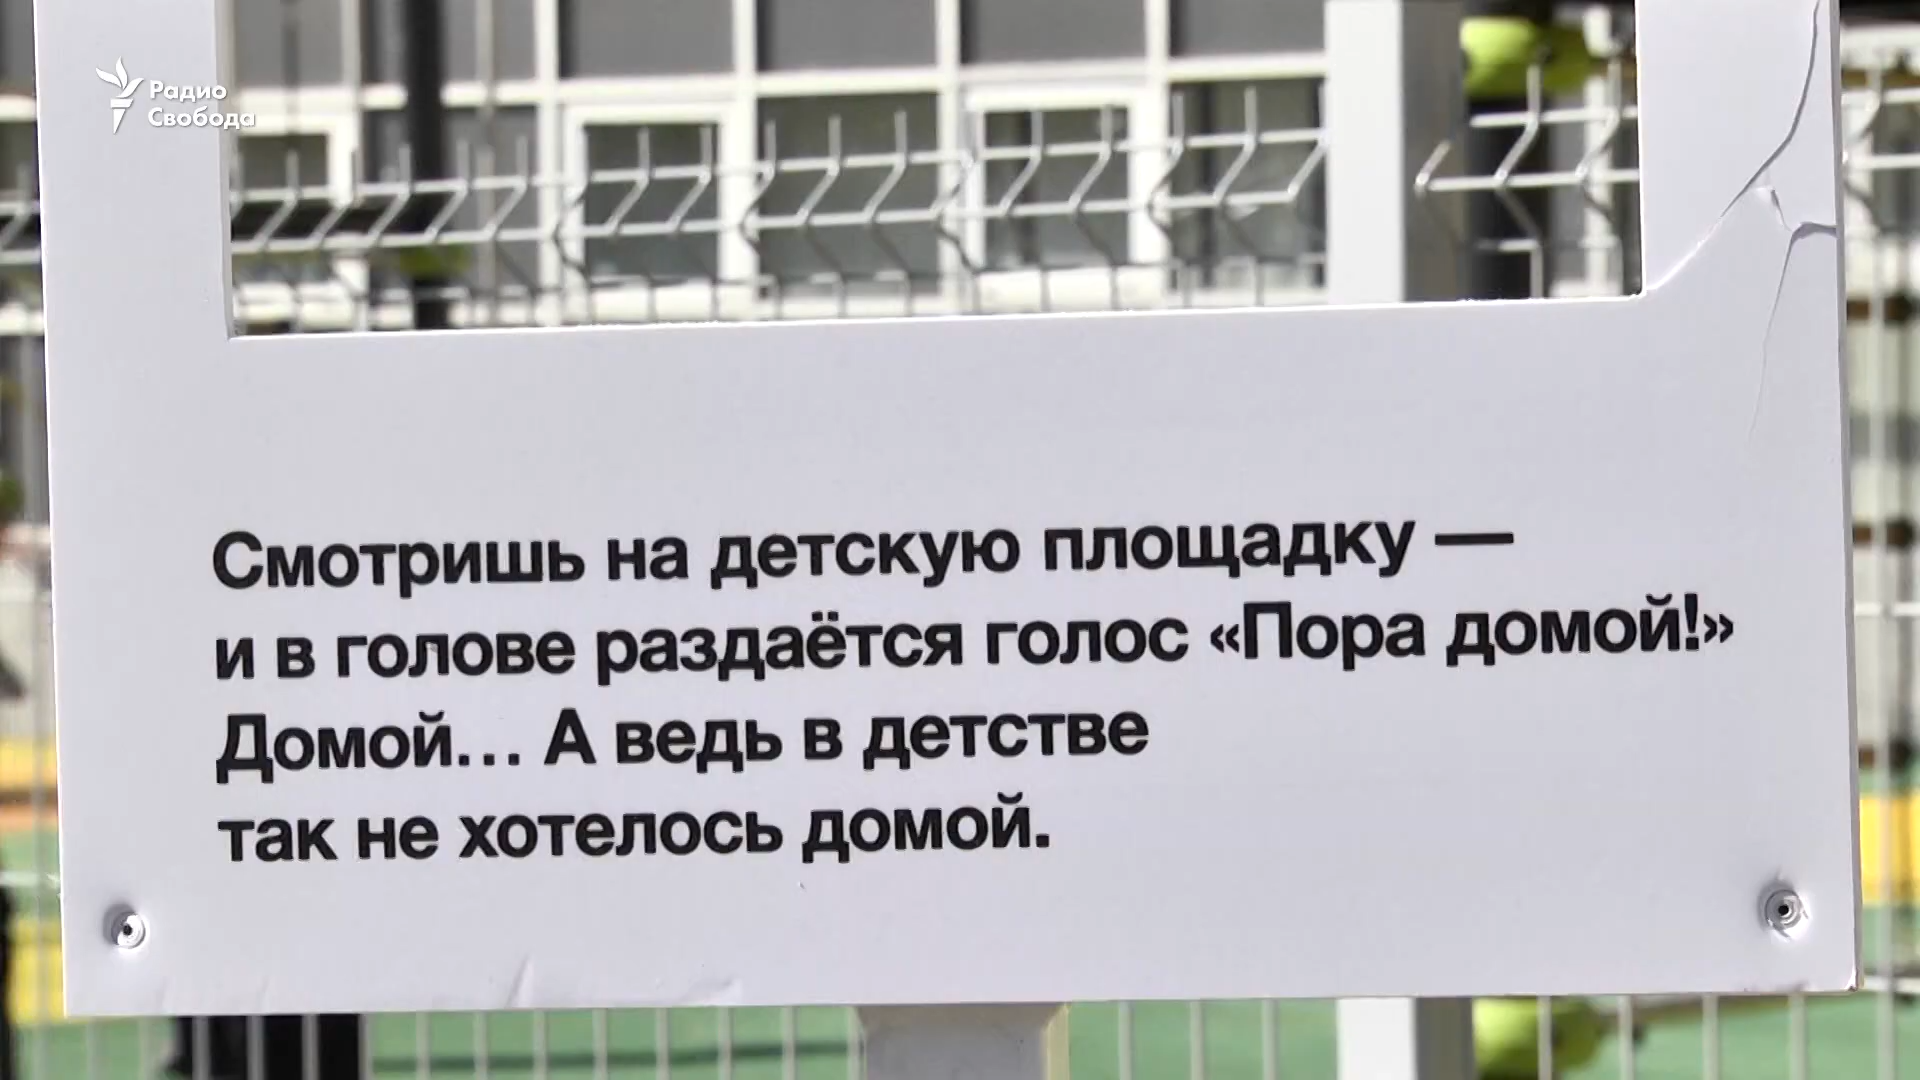 Радио
Свобода
Смотришь на детскую площадку —
и в голове раздаётся голос «Пора домой!»
Домой... А ведь в детстве
так не хотелось домой.